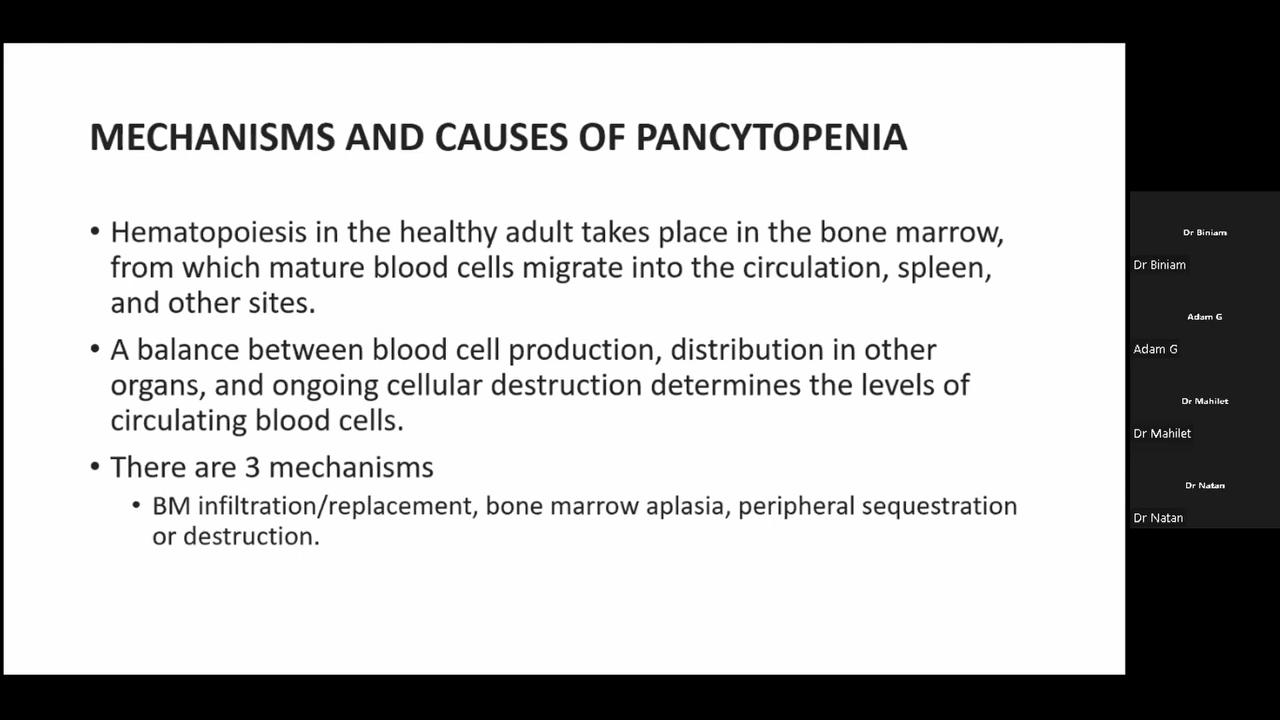 MECHANISMS AND CAUSES OF PANCYTOPENIA
• Hematopoiesis in the healthy adult takes place in the bone marrow,
from which mature blood cells migrate into the circulation, spleen,
and other sites.
• A balance between blood cell production, distribution in other
organs, and ongoing cellular destruction determines the levels of
circulating blood cells.
• There are 3 mechanisms
• BM infiltration/replacement, bone marrow aplasia, peripheral sequestration
or destruction.
Dr Biniam
Dr Biniam
Adam G
Adam G
Dr Mahilet
Dr Mahilet
Dr Natan
Dr Natan